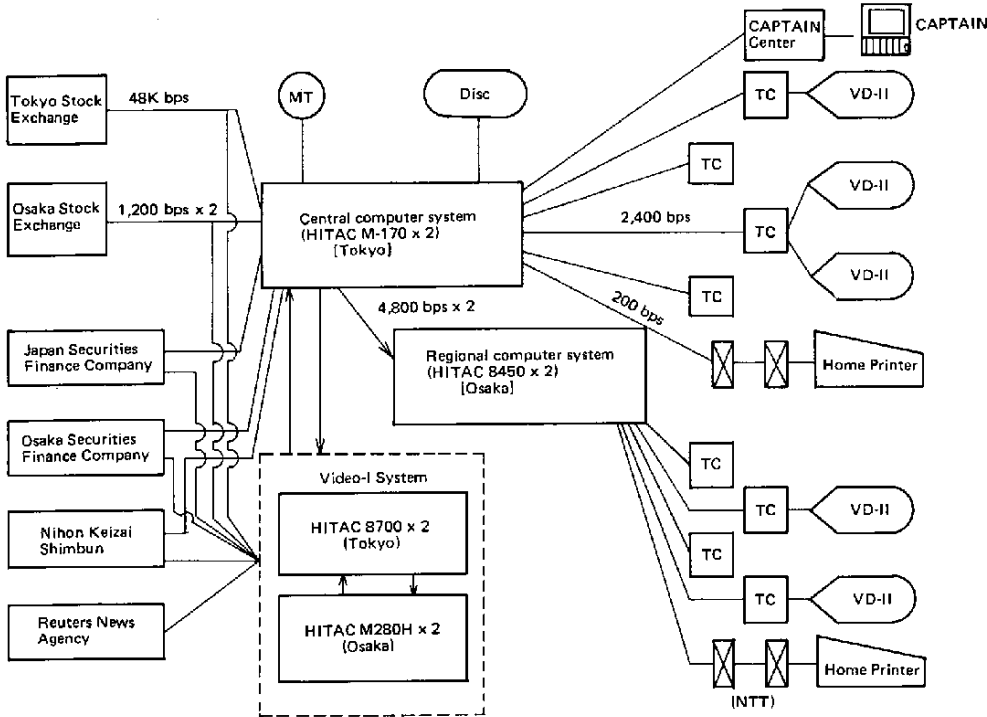 CAPTAIN
Center
CAPTAIN
Tokyo Stock
Exchange
48K bps
MT
Disc
TC
VD-II
TC
VD-II
Osaka Stock
Exchange
1,200 bps x 2
Central computer system
(HITAC M-170 x 2)
[Tokyo]
2,400 bps
TC
VD-II
TC
4,800 bps x 2
200 bps
Japan Securities
Finance Company
Regional computer system
(HITAC 8450 x 2)
[Osaka]
Home Printer
Osaka Securities
Finance Company
TC
Video-I System
HITAC 8700 x 2
(Tokyo)
TC
VD-II
Nihon Keizai
Shimbun
TC
TC
VD-II
Reuters News
Agency
HITAC M280H x 2
(Osaka)
Home Printer
(NTT)